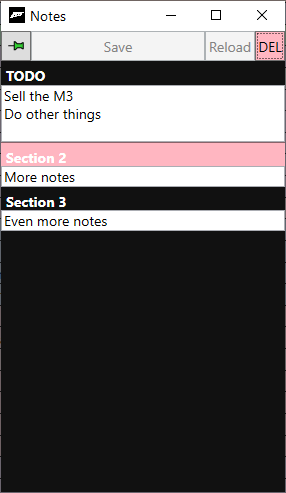 Notes
Save
Reload
DEL
TODO
Sell the M3
Do other things
Section 2
More notes
Section 3
Even more notes